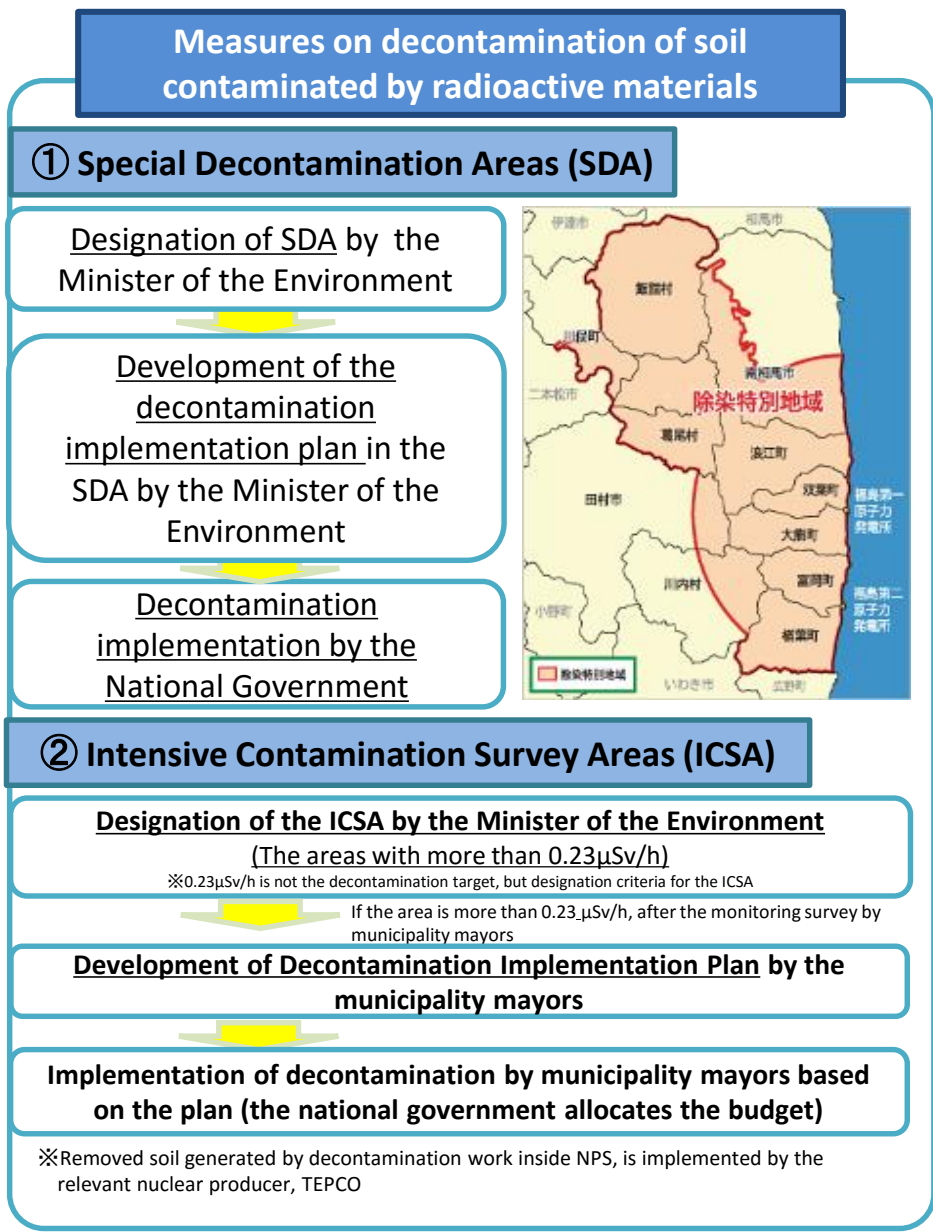 Measures on decontamination of soil
contaminated by radioactive materials
① Special Decontamination Areas (SDA)
Designation of SDA by the
Minister of the Environment
Development of the
decontamination
implementation plan in the
SDA by the Minister of the
Environment
Decontamination
implementation by the
National Government
伊達市
相馬市
飯舘村
川俣町
南相馬市
二本松市
除染特別地域
葛尾村
浪江町
田村市
双葉町
福島第一
原子力
発電所
大熊町
川内村
富岡町
福島第二
原子力
発電所
小野町
楢葉町
除染特別地域
いわき市
広野町
② Intensive Contamination Survey Areas (ICSA)
Designation of the ICSA by the Minister of the Environment
(The areas with more than 0.23μSv/h)
※0.23μSv/h is not the decontamination target, but designation criteria for the ICSA
If the area is more than 0.23 μSv/h, after the monitoring survey by
municipality mayors
Development of Decontamination Implementation Plan by the
municipality mayors
Implementation of decontamination by municipality mayors based
on the plan (the national government allocates the budget)
※Removed soil generated by decontamination work inside NPS, is implemented by the
relevant nuclear producer, TEPCO